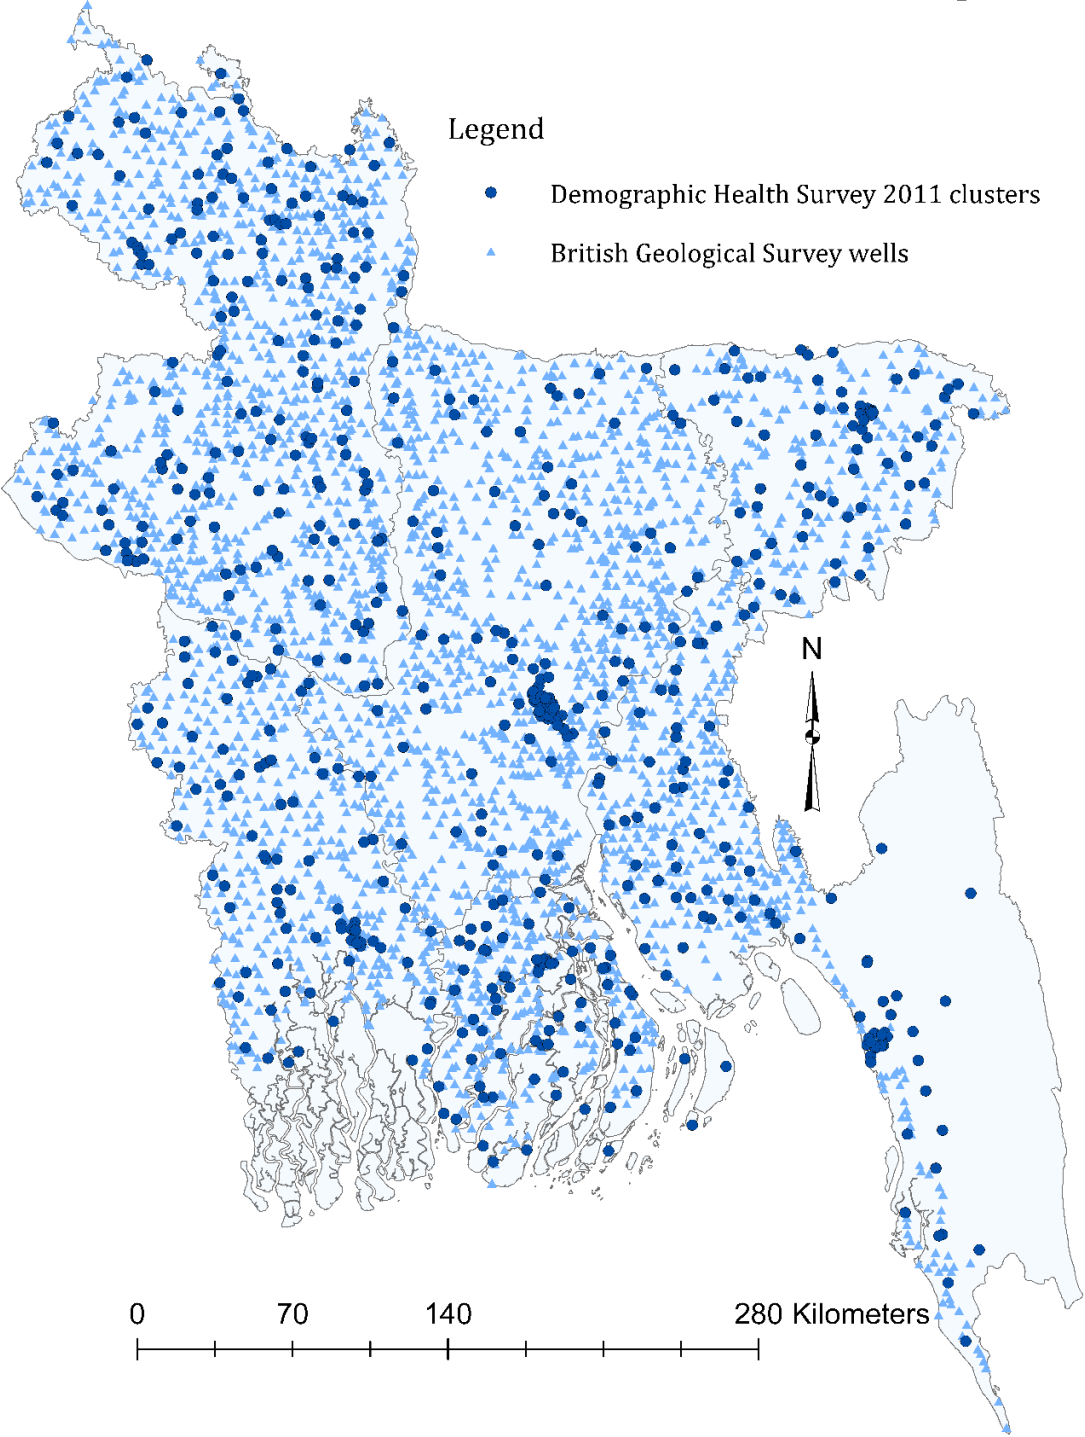 Legend
Demographic Health Survey 2011 clusters
British Geological Survey wells
N
0 70 140 280 Kilometers